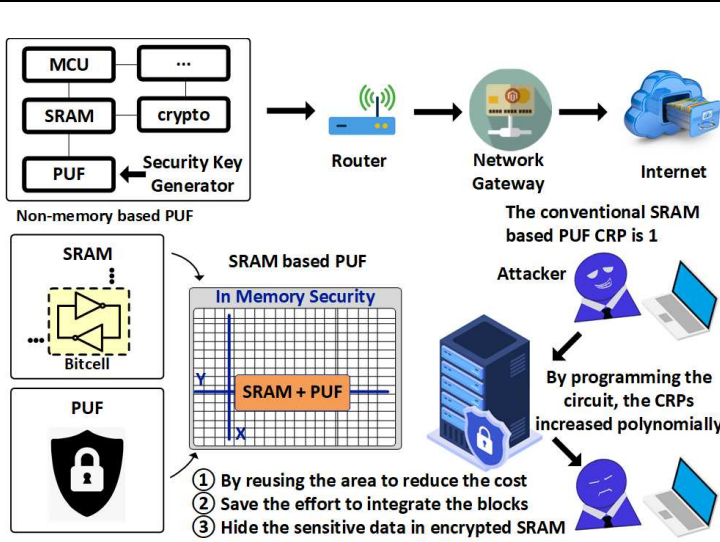 MCU
...
SRAM
crypto
PUF
Security Key
Generator
Non-memory based PUF
Router
Network
Gateway
Internet
The conventional SRAM
based PUF CRP is 1
SRAM
Bitcell
PUF
SRAM based PUF
In Memory Security
Y
SRAM + PUF
X
Attacker
By programming the
circuit, the CRPs
increased polynomially
① By reusing the area to reduce the cost
② Save the effort to integrate the blocks
③ Hide the sensitive data in encrypted SRAM